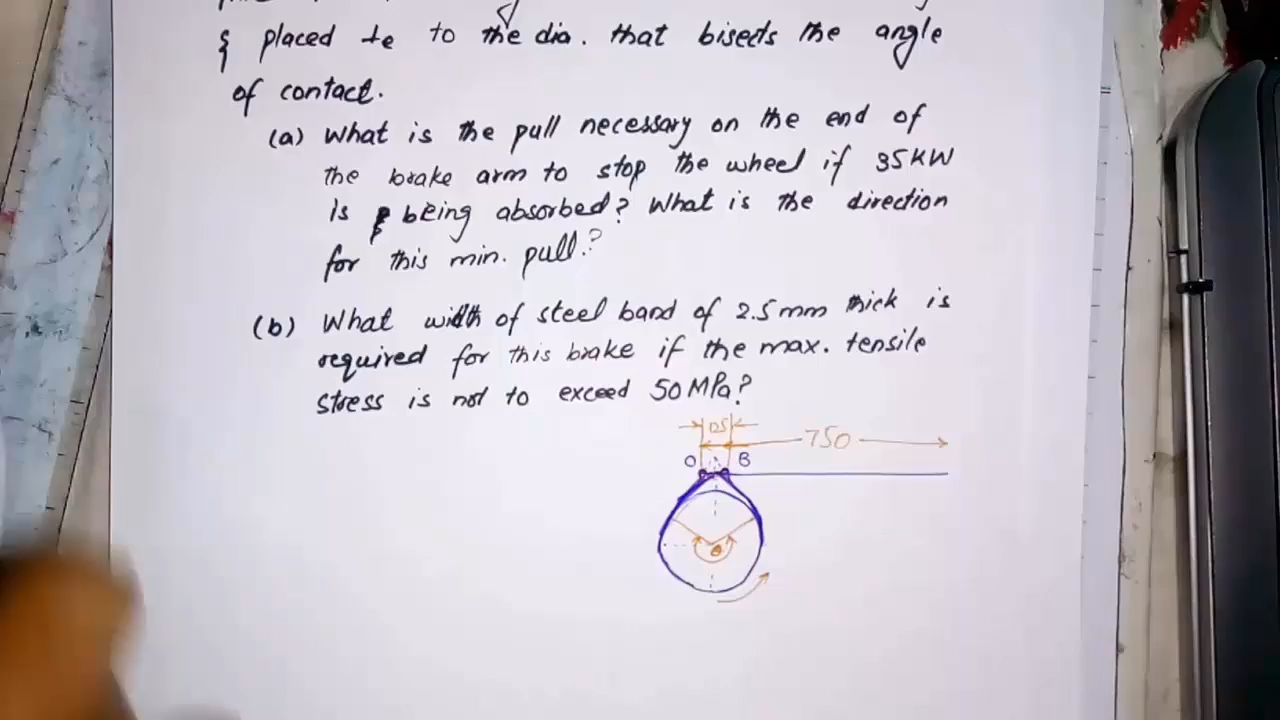 & placed ⊥e to the dia. that bisects the angle
of contact.
(a) What is the pull necessary on the end of
the brake arm to stop the wheel if 35KW
is being absorbed? What is the direction
for this min. pull?
(b) What width of steel band of 2.5mm thick is
required for this brake if the max. tensile
stress is not to exceed 50MPa?
750
O B
θ